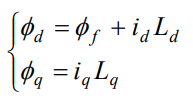 ϕ_d = ϕ_f + i_d L_d
ϕ_q = i_q L_q